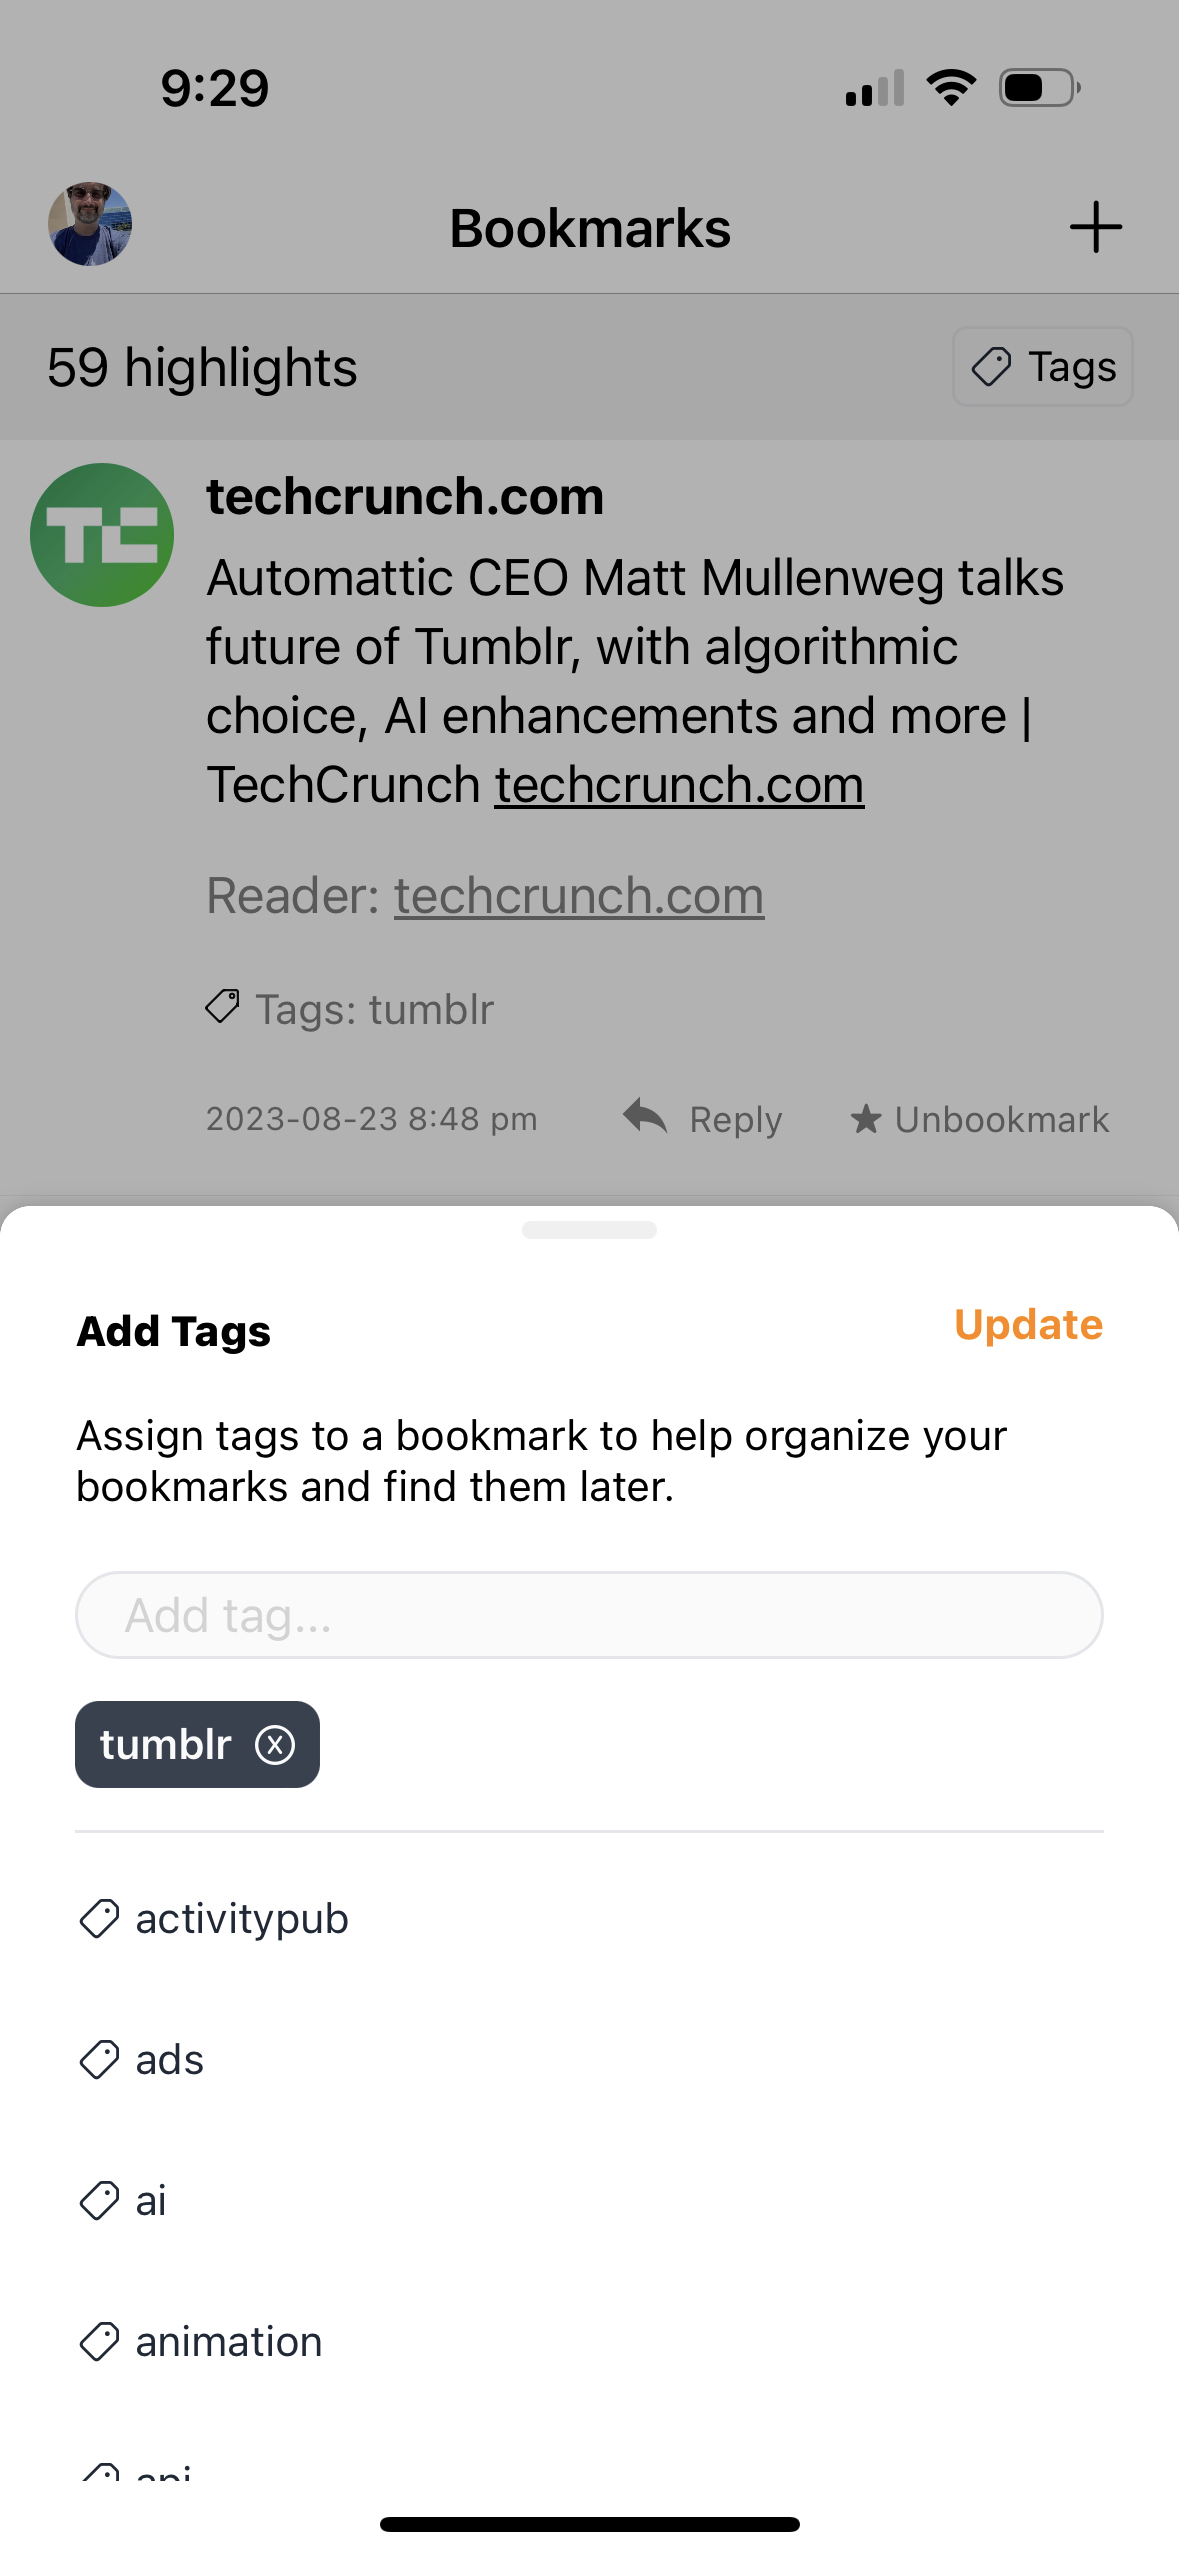 9:29
Bookmarks
59 highlights
Tags
TC
techcrunch.com
Automattic CEO Matt Mullenweg talks
future of Tumblr, with algorithmic
choice, AI enhancements and more |
TechCrunch techcrunch.com
Reader: techcrunch.com
Tags: tumblr
2023-08-23 8:48 pm Reply Unbookmark
Add Tags
Update
Assign tags to a bookmark to help organize your
bookmarks and find them later.
Add tag...
tumblr
activitypub
ads
ai
animation
api